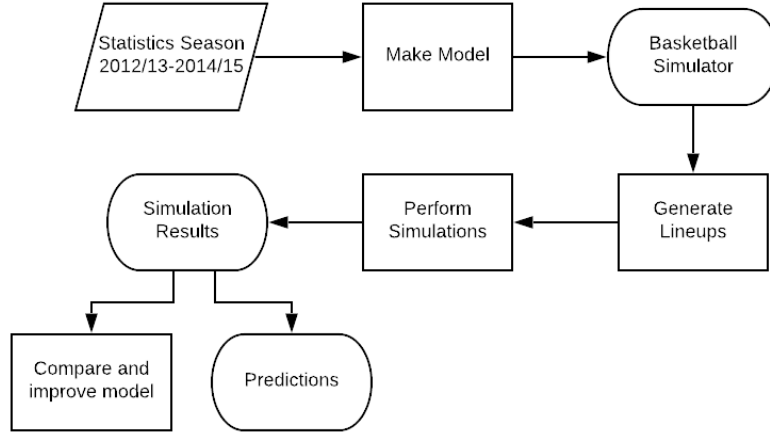 Statistics Season
2012/13-2014/15
Make Model
Basketball
Simulator
Simulation
Results
Perform
Simulations
Generate
Lineups
Compare and
improve model
Predictions